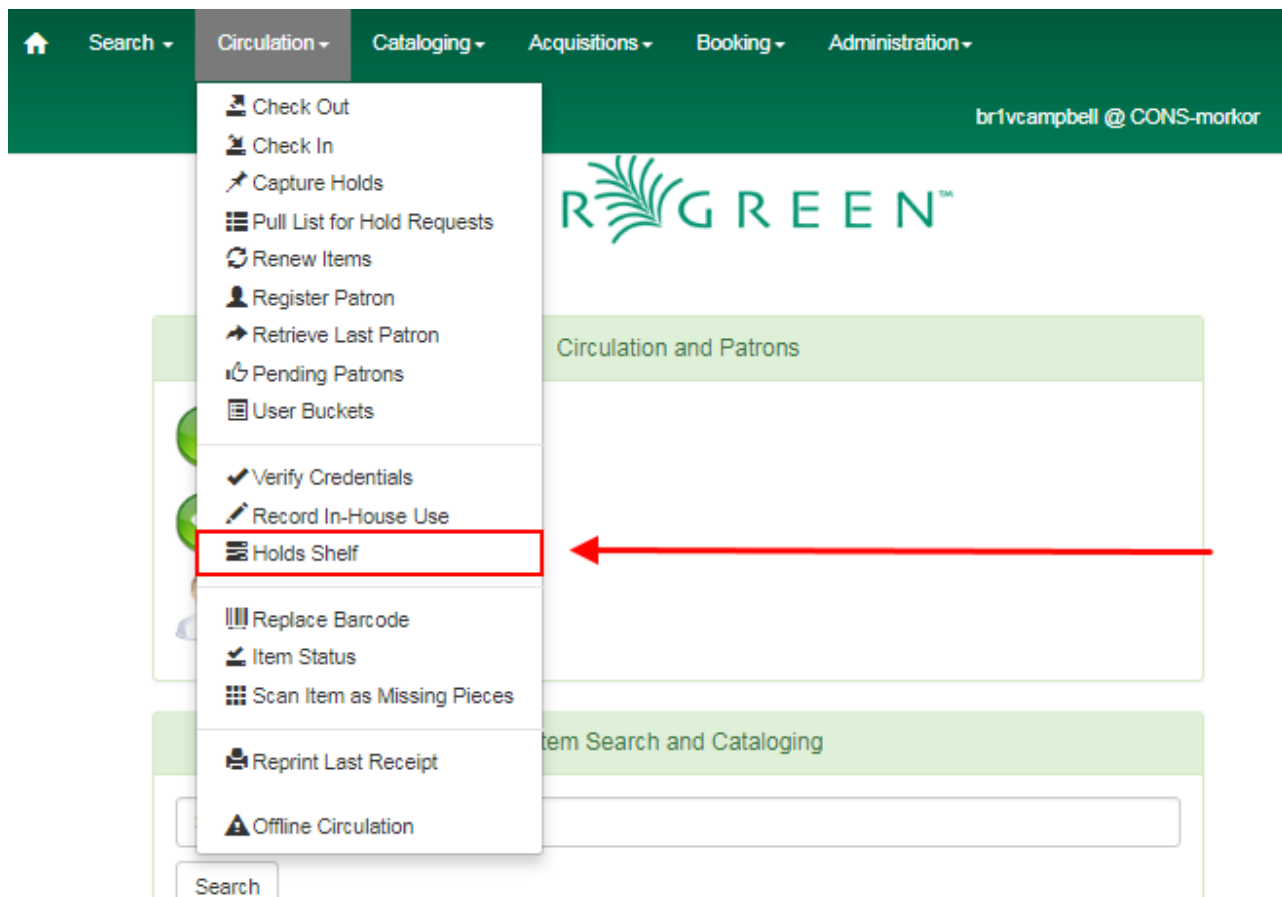 Search Circulation Cataloging Acquisitions Booking Administration
br1vcampbell @ CONS-morkor
Check Out
Check In
Capture Holds
Pull List for Hold Requests
Renew Items
Register Patron
Retrieve Last Patron
Pending Patrons
User Buckets
Verify Credentials
Record In-House Use
Holds Shelf
Replace Barcode
Item Status
Scan Item as Missing Pieces
Reprint Last Receipt
Offline Circulation
R GREEN™
Circulation and Patrons
tem Search and Cataloging
Search